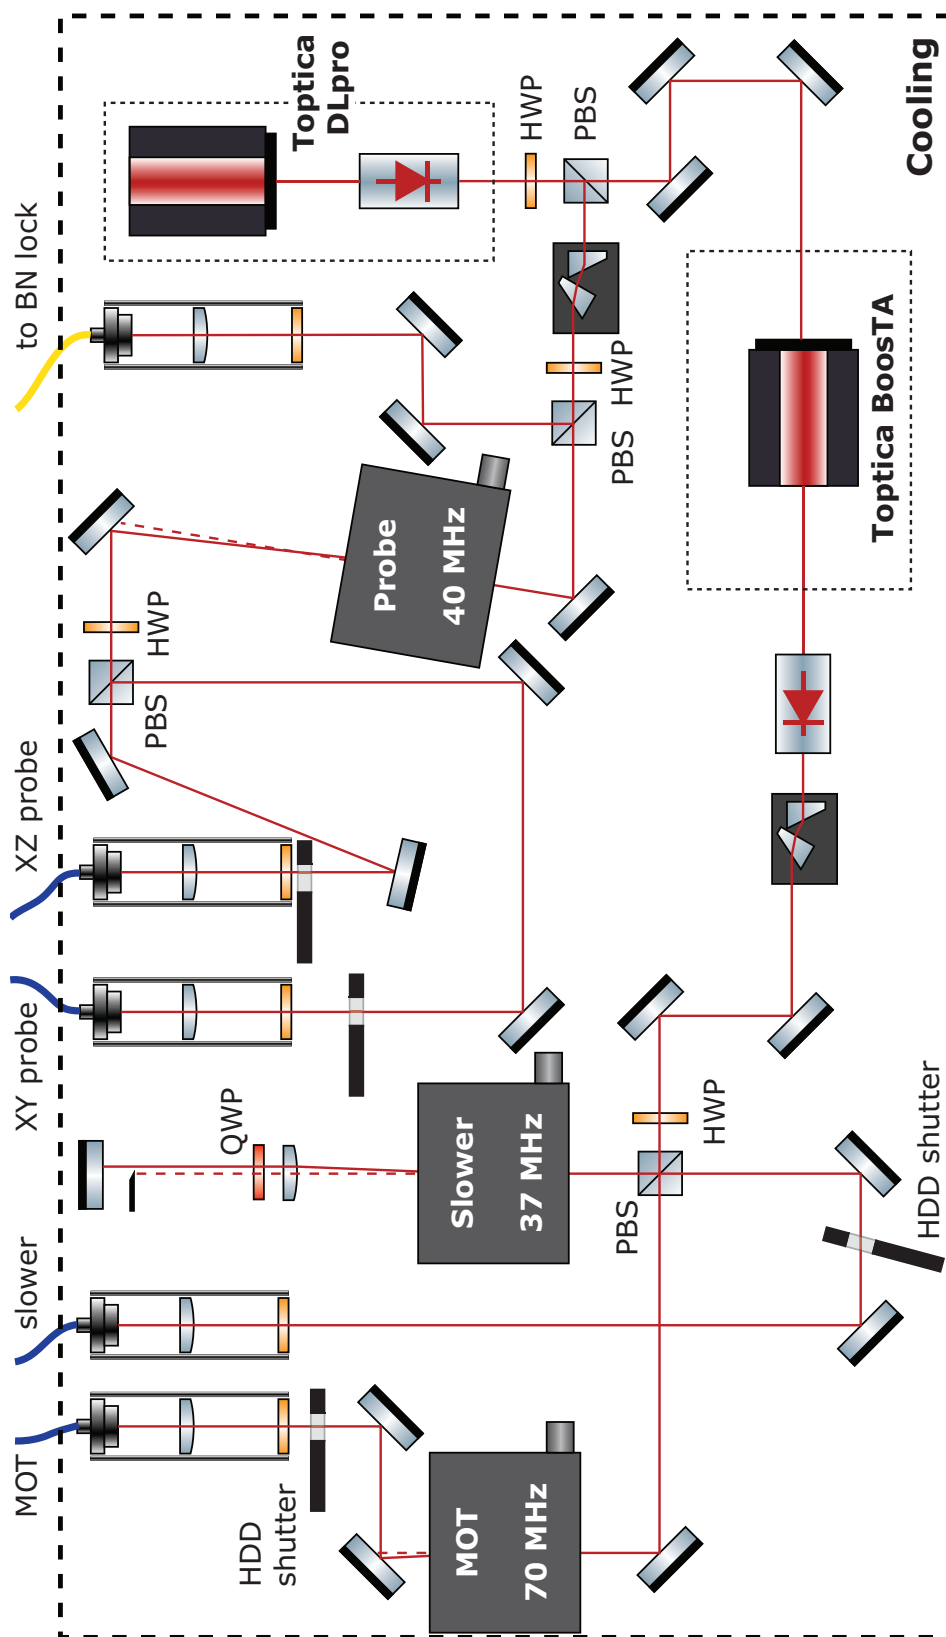 Cooling
Toptica
DLpro
HWP
PBS
to BN lock
HWP
PBS
Toptica BoosTA
Probe
40 MHz
HWP
PBS
XZ probe
XY probe
QWP
Slower
37 MHz
HWP
PBS
HDD shutter
slower
MOT
HDD
shutter
MOT
70 MHz